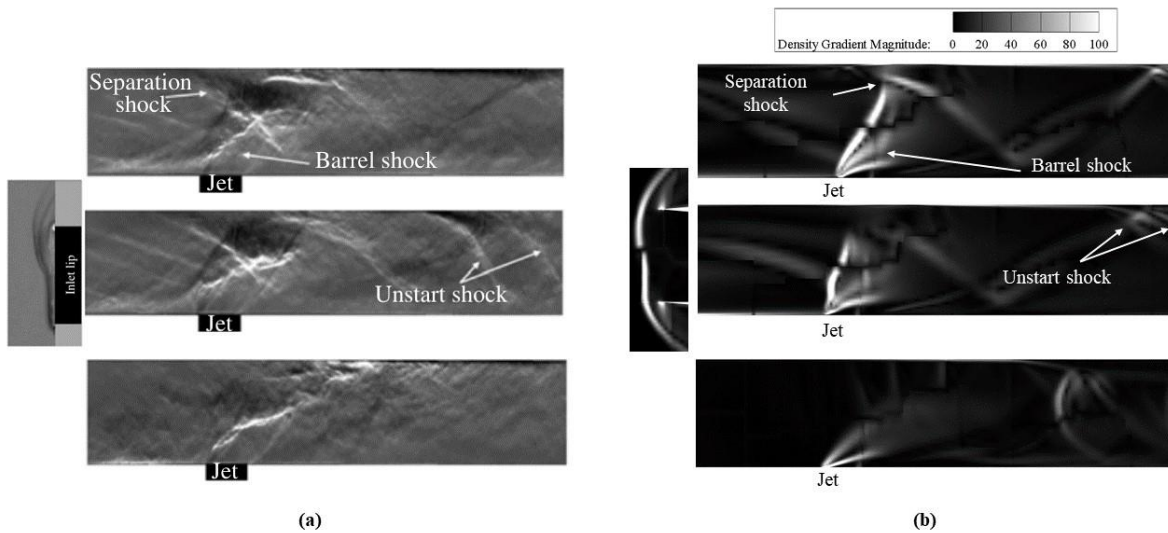 Density Gradient Magnitude: 0 20 40 60 80 100
Separation
shock
Barrel shock
Jet
Inlet lip
Unstart shock
Jet
Jet
(a)
Separation
shock
Barrel shock
Jet
Unstart shock
Jet
Jet
(b)